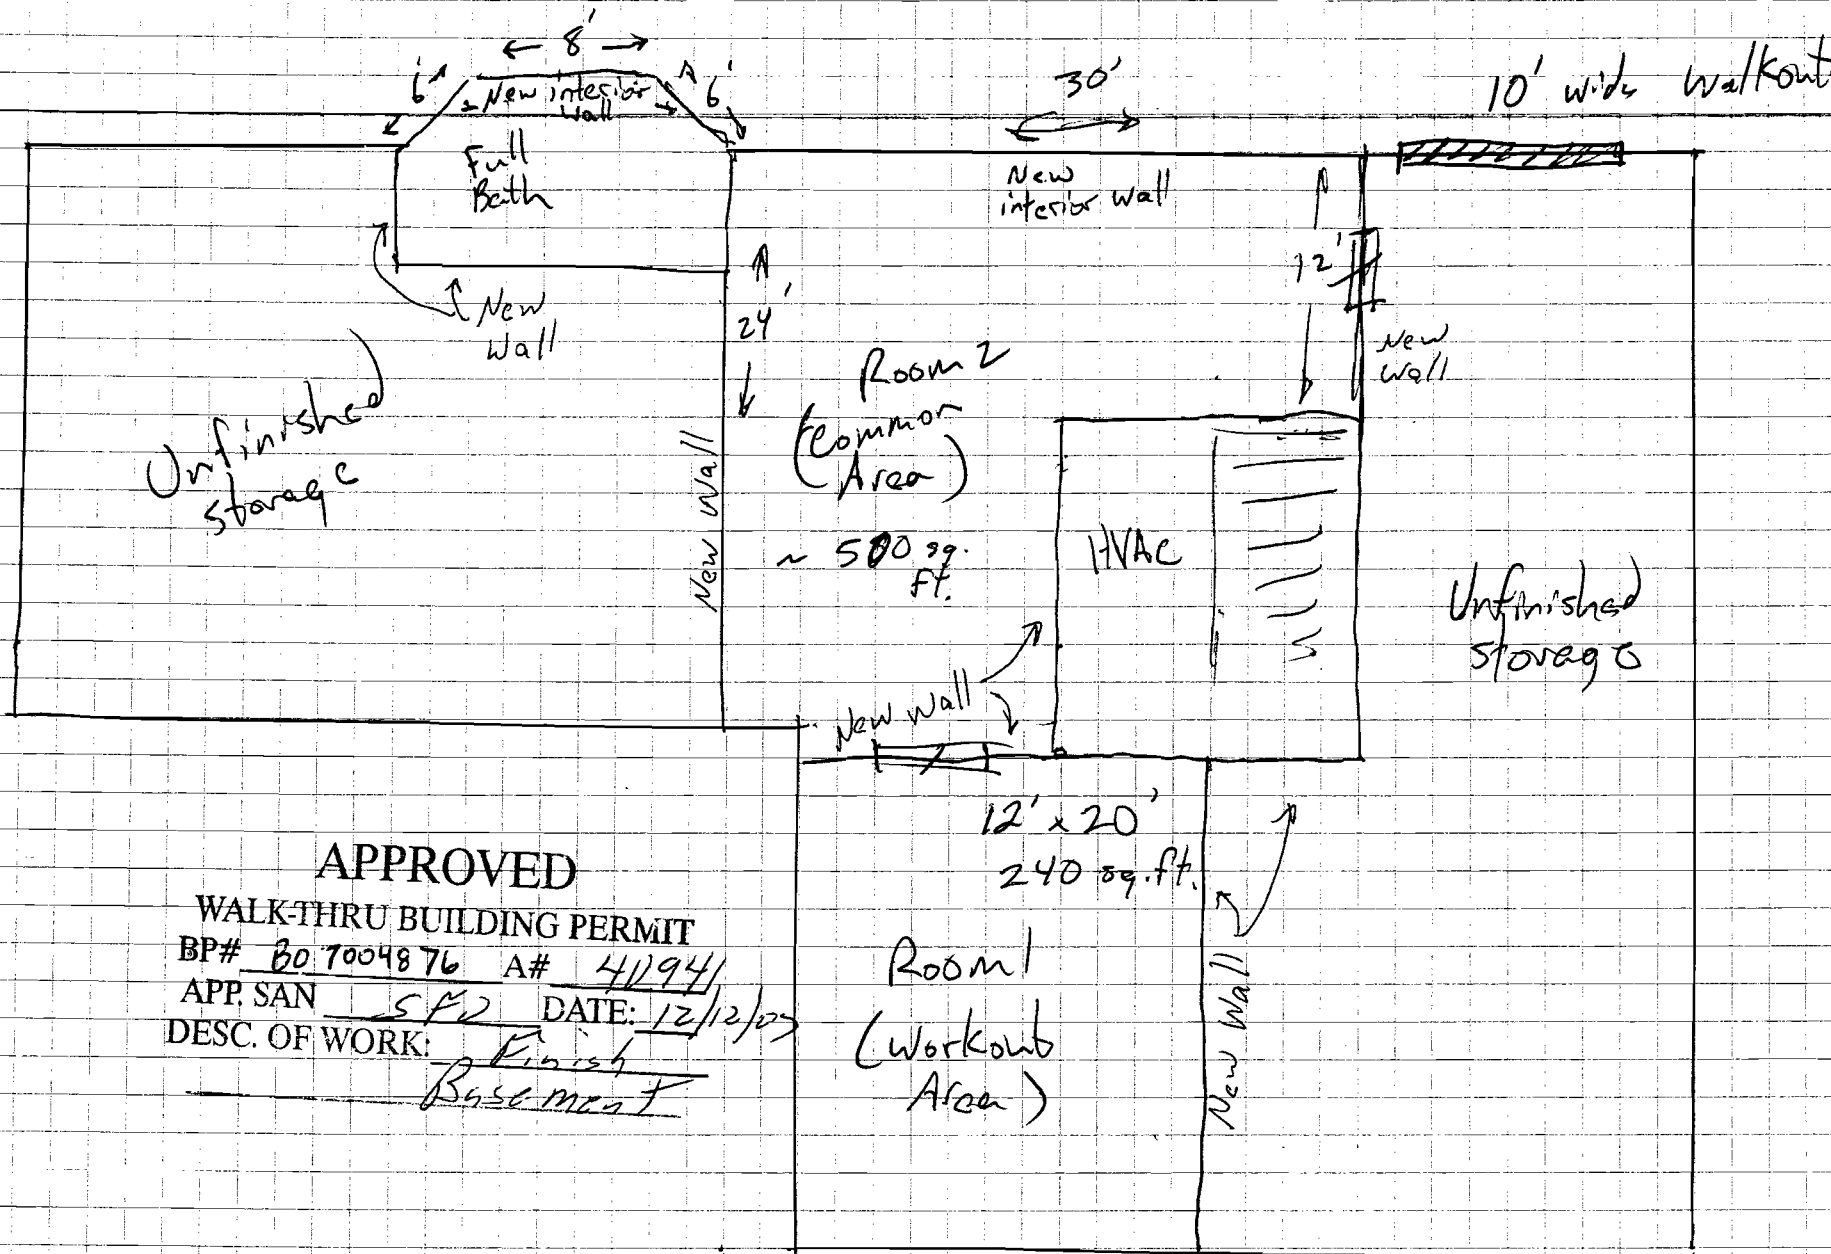 8'
6'
New interior
wall
6'
30'
10' wide Walkout
Full
Bath
New
interior wall
12'
New
wall
New
Wall
24'
Room 2
(Common
Area)
~ 500 sq.
ft.
New Wall
Unfinished
storage
HVAC
Unfinished
storage
New Wall
12' x 20'
240 sq. ft.
Room 1
(Workout
Area)
New Wall
APPROVED
WALK-THRU BUILDING PERMIT
BP# B07004876 A# 41941
APP. SAN SFD DATE: 12/12/07
DESC. OF WORK: Finish
Basement